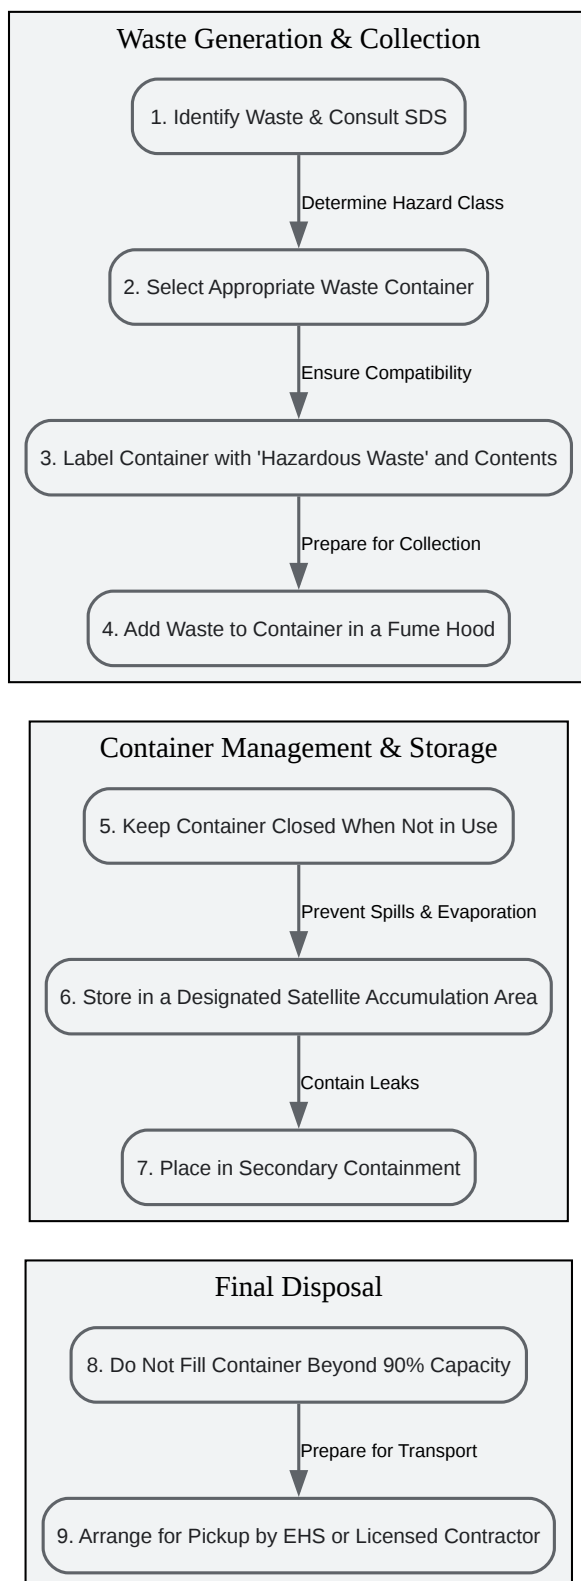 Waste Generation & Collection
1. Identify Waste & Consult SDS
Determine Hazard Class
2. Select Appropriate Waste Container
Ensure Compatibility
3. Label Container with 'Hazardous Waste' and Contents
Prepare for Collection
4. Add Waste to Container in a Fume Hood
Container Management & Storage
5. Keep Container Closed When Not in Use
Prevent Spills & Evaporation
6. Store in a Designated Satellite Accumulation Area
Contain Leaks
7. Place in Secondary Containment
Final Disposal
8. Do Not Fill Container Beyond 90% Capacity
Prepare for Transport
9. Arrange for Pickup by EHS or Licensed Contractor